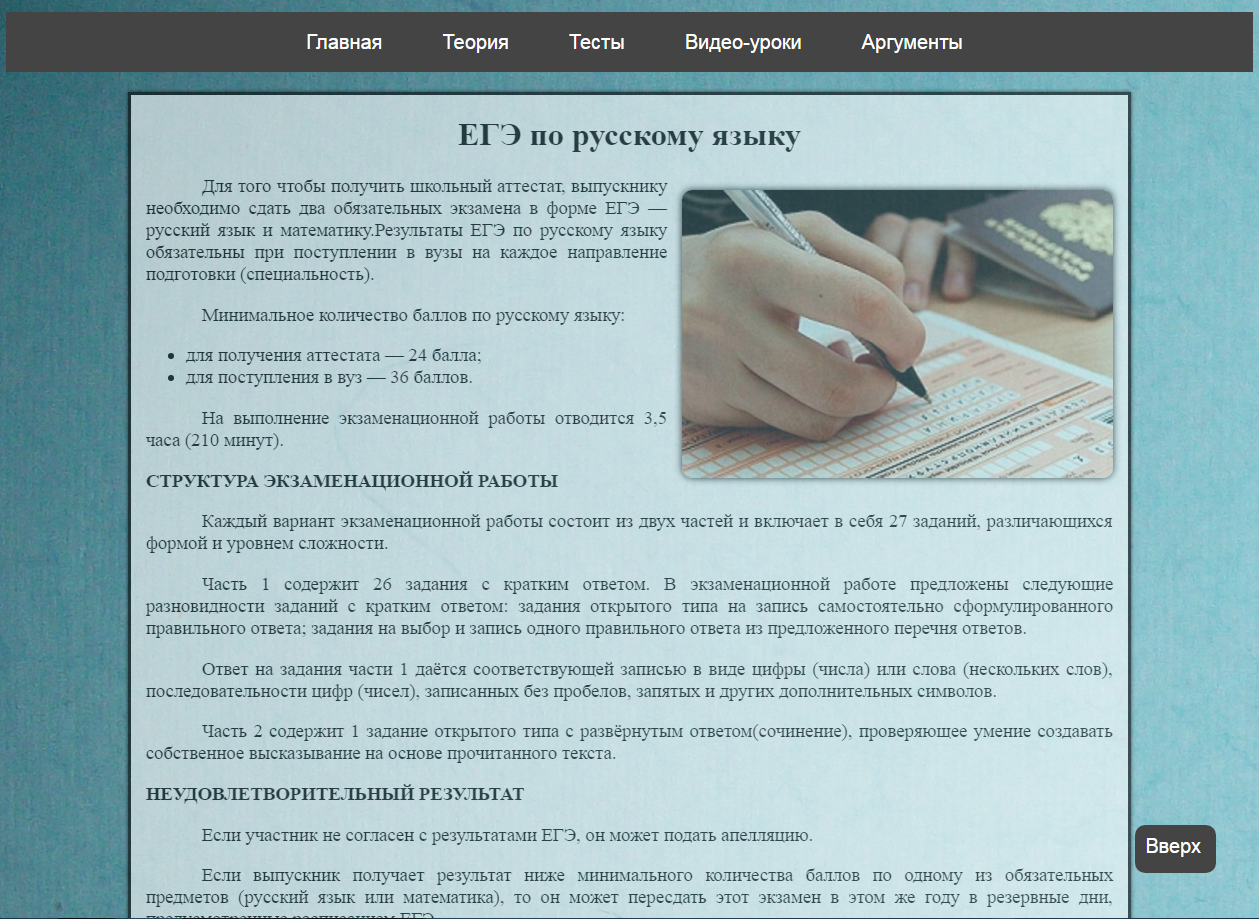 Главная Теория Тесты Видео-уроки Аргументы
ЕГЭ по русскому языку
Для того чтобы получить школьный аттестат, выпускнику
необходимо сдать два обязательных экзамена в форме ЕГЭ —
русский язык и математику.Результаты ЕГЭ по русскому языку
обязательны при поступлении в вузы на каждое направление
подготовки (специальность).
Минимальное количество баллов по русскому языку:
• для получения аттестата — 24 балла;
• для поступления в вуз — 36 баллов.
На выполнение экзаменационной работы отводится 3,5
часа (210 минут).
СТРУКТУРА ЭКЗАМЕНАЦИОННОЙ РАБОТЫ
Каждый вариант экзаменационной работы состоит из двух частей и включает в себя 27 заданий, различающихся
формой и уровнем сложности.
Часть 1 содержит 26 задания с кратким ответом. В экзаменационной работе предложены следующие
разновидности заданий с кратким ответом: задания открытого типа на запись самостоятельно сформулированного
правильного ответа; задания на выбор и запись одного правильного ответа из предложенного перечня ответов.
Ответ на задания части 1 даётся соответствующей записью в виде цифры (числа) или слова (нескольких слов),
последовательности цифр (чисел), записанных без пробелов, запятых и других дополнительных символов.
Часть 2 содержит 1 задание открытого типа с развёрнутым ответом(сочинение), проверяющее умение создавать
собственное высказывание на основе прочитанного текста.
НЕУДОВЛЕТВОРИТЕЛЬНЫЙ РЕЗУЛЬТАТ
Если участник не согласен с результатами ЕГЭ, он может подать апелляцию.
Вверх
Если выпускник получает результат ниже минимального количества баллов по одному из обязательных
предметов (русский язык или математика), то он может пересдать этот экзамен в этом же году в резервные дни,
предусмотренные расписанием ЕГЭ.